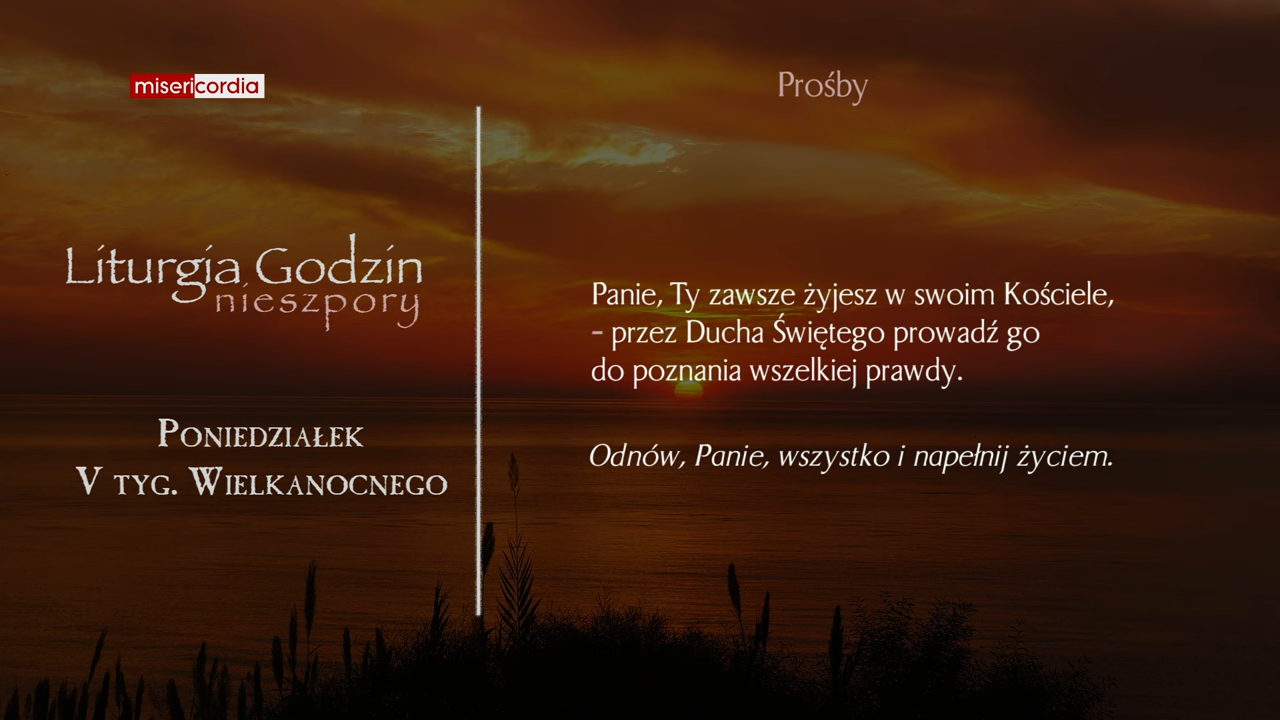 misericordia
Liturgia Godzin
nieszpory
Poniedziałek
V tyg. Wielkanocnego
Prośby
Panie, Ty zawsze żyjesz w swoim Kościele,
- przez Ducha Świętego prowadź go
do poznania wszelkiej prawdy.
Odnów, Panie, wszystko i napełnij życiem.